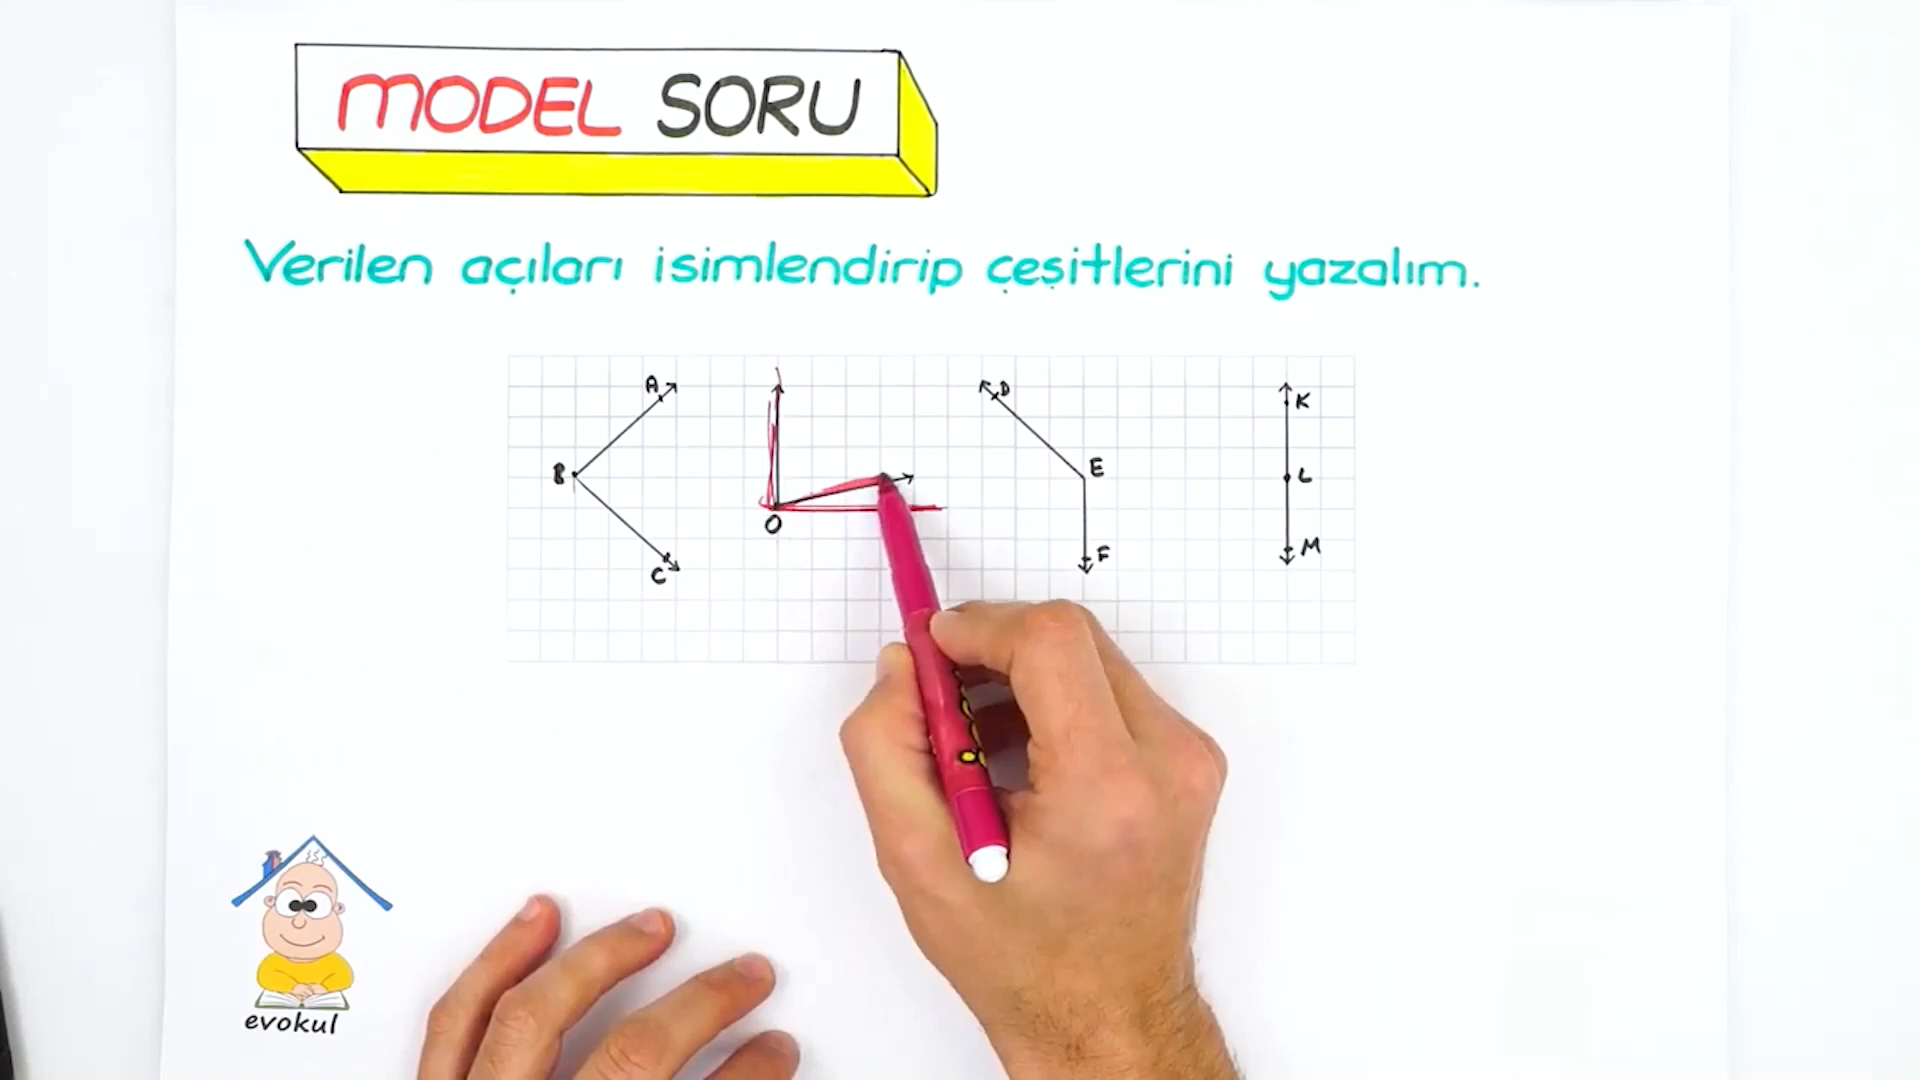 MODEL SORU
Verilen açıları isimlendirip çeşitlerini yazalım.
A
B
C
O
D
E
F
K
L
M
evokul